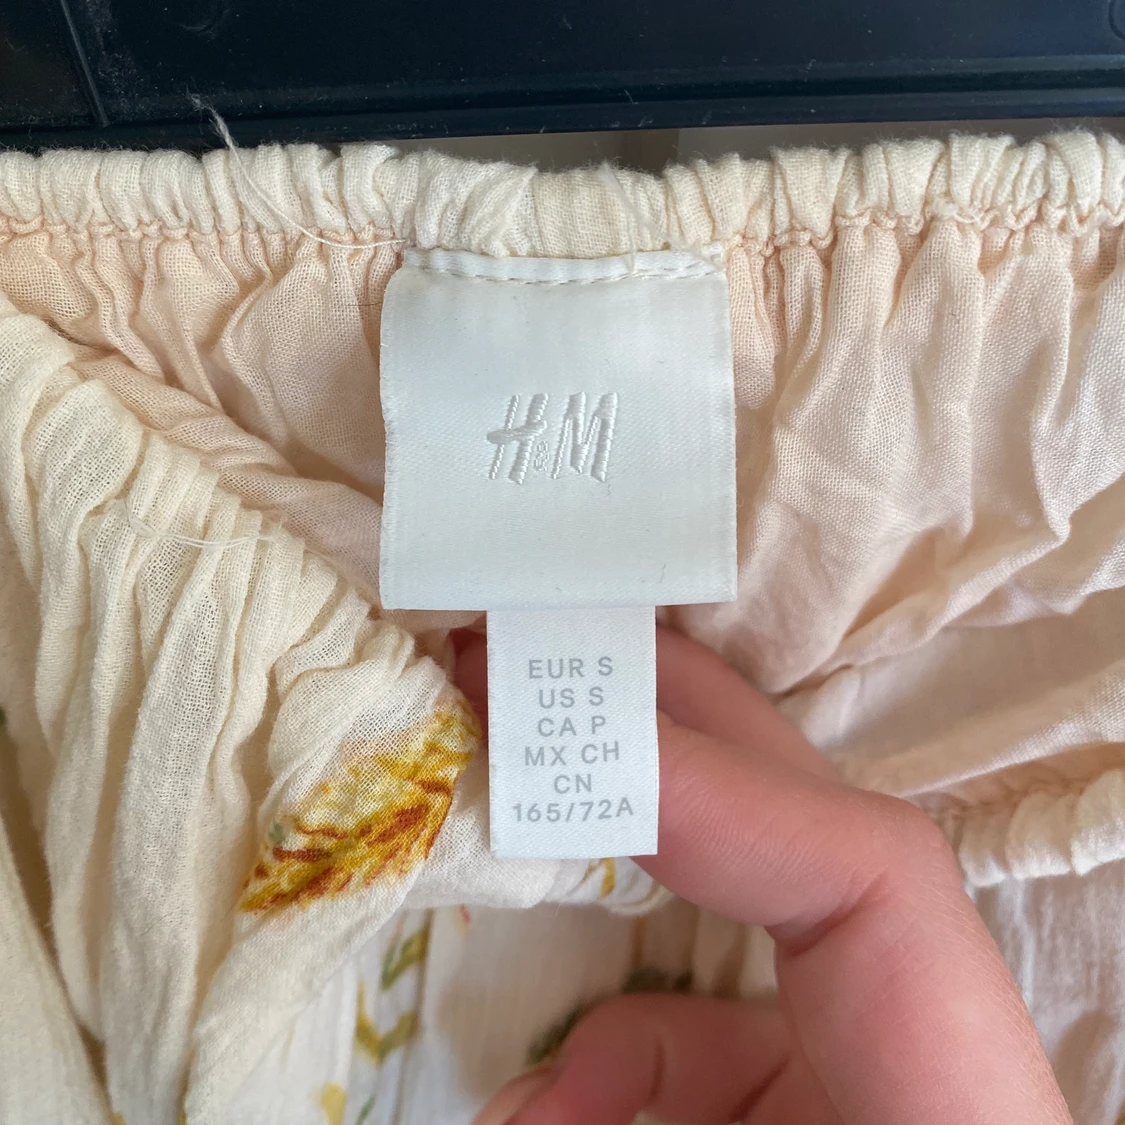 H&M
EUR S
US S
CA P
MX CH
CN
165/72A